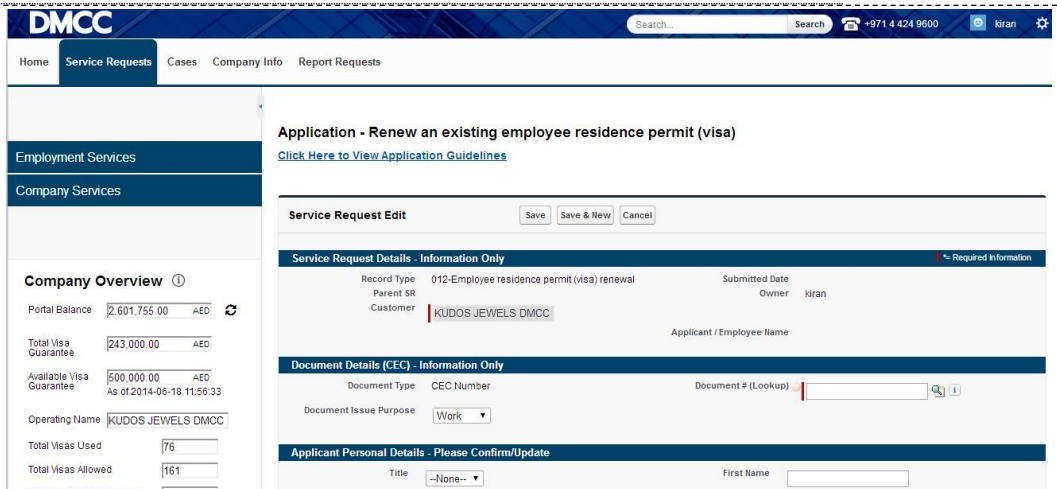 DMCC
Search...
Search
+971 4 424 9600
kiran
Home
Service Requests
Cases
Company Info
Report Requests
Employment Services
Company Services
Company Overview
Portal Balance
2,601,755.00 AED
Total Visa Guarantee
243,000.00 AED
Available Visa Guarantee
500,000.00 AED
As of 2014-06-18 11:56:33
Operating Name
KUDOS JEWELS DMCC
Total Visas Used
76
Total Visas Allowed
161
Application - Renew an existing employee residence permit (visa)
Click Here to View Application Guidelines
Service Request Edit
Save
Save & New
Cancel
Service Request Details - Information Only
= Required Information
Record Type
012-Employee residence permit (visa) renewal
Submitted Date
Parent SR
Owner
kiran
Customer
KUDOS JEWELS DMCC
Applicant / Employee Name
Document Details (CEC) - Information Only
Document Type
CEC Number
Document # (Lookup)
Document Issue Purpose
Work
Applicant Personal Details - Please Confirm/Update
Title
--None--
First Name